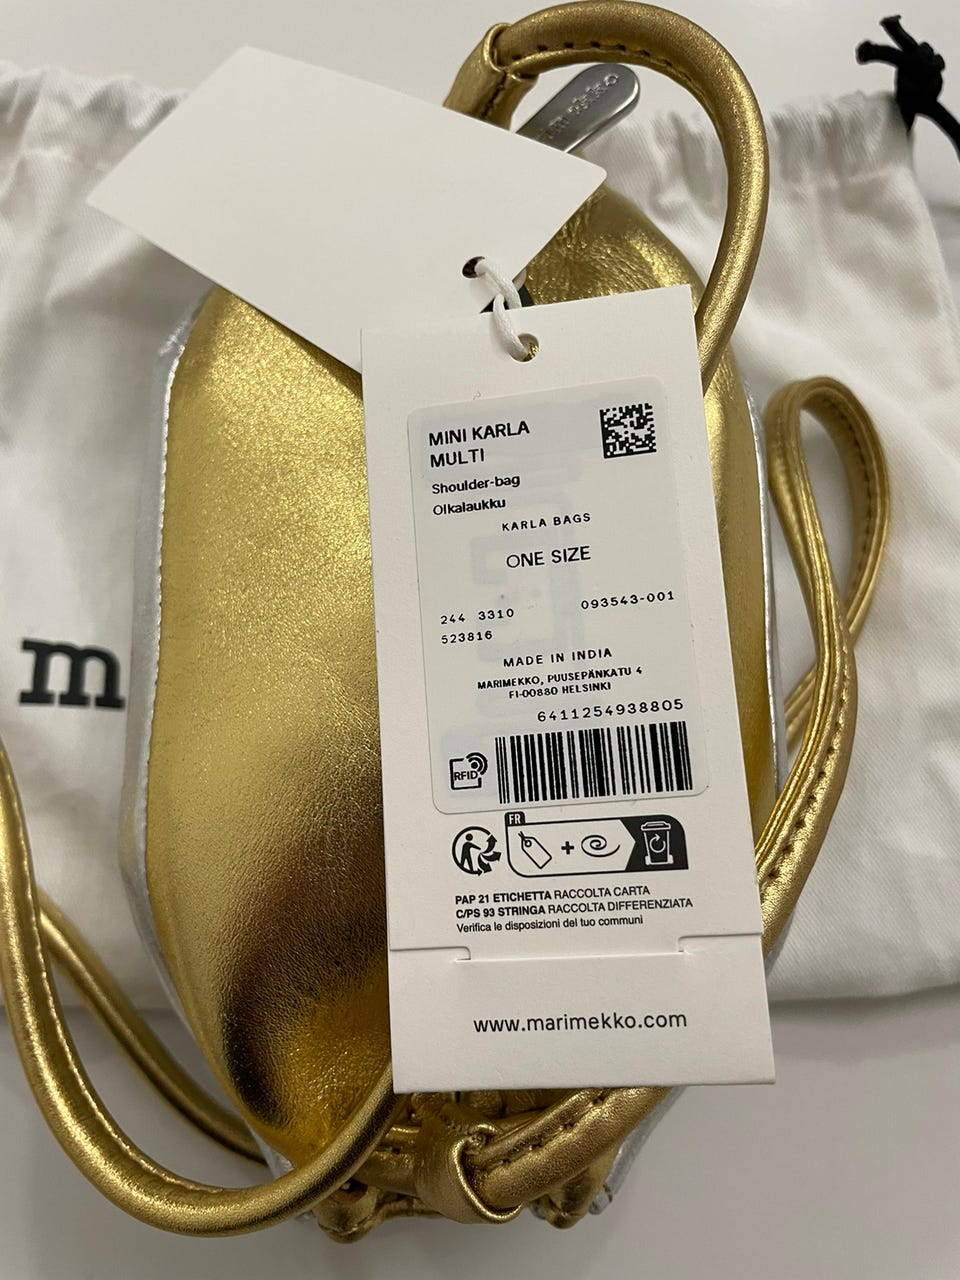 MINI KARLA
MULTI
Shoulder-bag
Olkalaukku
KARLA BAGS
ONE SIZE
244 3310 093543-001
523816
MADE IN INDIA
MARIMEKKO, PUUSEPÄNKATU 4
FI-00880 HELSINKI
6411254938805
RFID
FR
PAP 21 ETICHETTA RACCOLTA CARTA
C/PS 93 STRINGA RACCOLTA DIFFERENZIATA
Verifica le disposizioni del tuo communi
www.marimekko.com
m